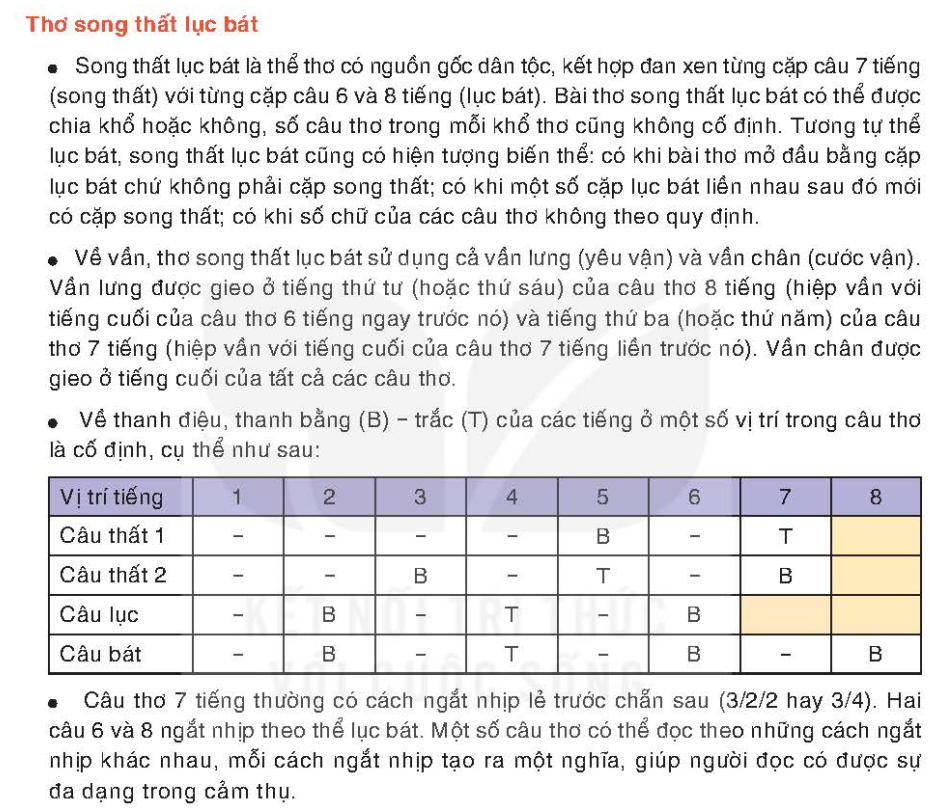 Thơ song thất lục bát
• Song thất lục bát là thể thơ có nguồn gốc dân tộc, kết hợp đan xen từng cặp câu 7 tiếng
(song thất) với từng cặp câu 6 và 8 tiếng (lục bát). Bài thơ song thất lục bát có thể được
chia khổ hoặc không, số câu thơ trong mỗi khổ thơ cũng không cố định. Tương tự thể
lục bát, song thất lục bát cũng có hiện tượng biến thể: có khi bài thơ mở đầu bằng cặp
lục bát chứ không phải cặp song thất; có khi một số cặp lục bát liền nhau sau đó mới
có cặp song thất; có khi số chữ của các câu thơ không theo quy định.
• Về vần, thơ song thất lục bát sử dụng cả vần lưng (yêu vận) và vần chân (cước vận).
Vần lưng được gieo ở tiếng thứ tư (hoặc thứ sáu) của câu thơ 8 tiếng (hiệp vần với
tiếng cuối của câu thơ 6 tiếng ngay trước nó) và tiếng thứ ba (hoặc thứ năm) của câu
thơ 7 tiếng (hiệp vần với tiếng cuối của câu thơ 7 tiếng liền trước nó). Vần chân được
gieo ở tiếng cuối của tất cả các câu thơ.
• Về thanh điệu, thanh bằng (B) – trắc (T) của các tiếng ở một số vị trí trong câu thơ
là cố định, cụ thể như sau:
Vị trí tiếng 1 2 3 4 5 6 7 8
Câu thất 1 – – – – B – T
Câu thất 2 – – B – T – B
Câu lục – B – T – B
Câu bát – B – T – B – B
KẾT NỐI TRI THỨC
VỚI CUỘC SỐNG
• Câu thơ 7 tiếng thường có cách ngắt nhịp lẻ trước chẵn sau (3/2/2 hay 3/4). Hai
câu 6 và 8 ngắt nhịp theo thể lục bát. Một số câu thơ có thể đọc theo những cách ngắt
nhịp khác nhau, mỗi cách ngắt nhịp tạo ra một nghĩa, giúp người đọc có được sự
đa dạng trong cảm thụ.